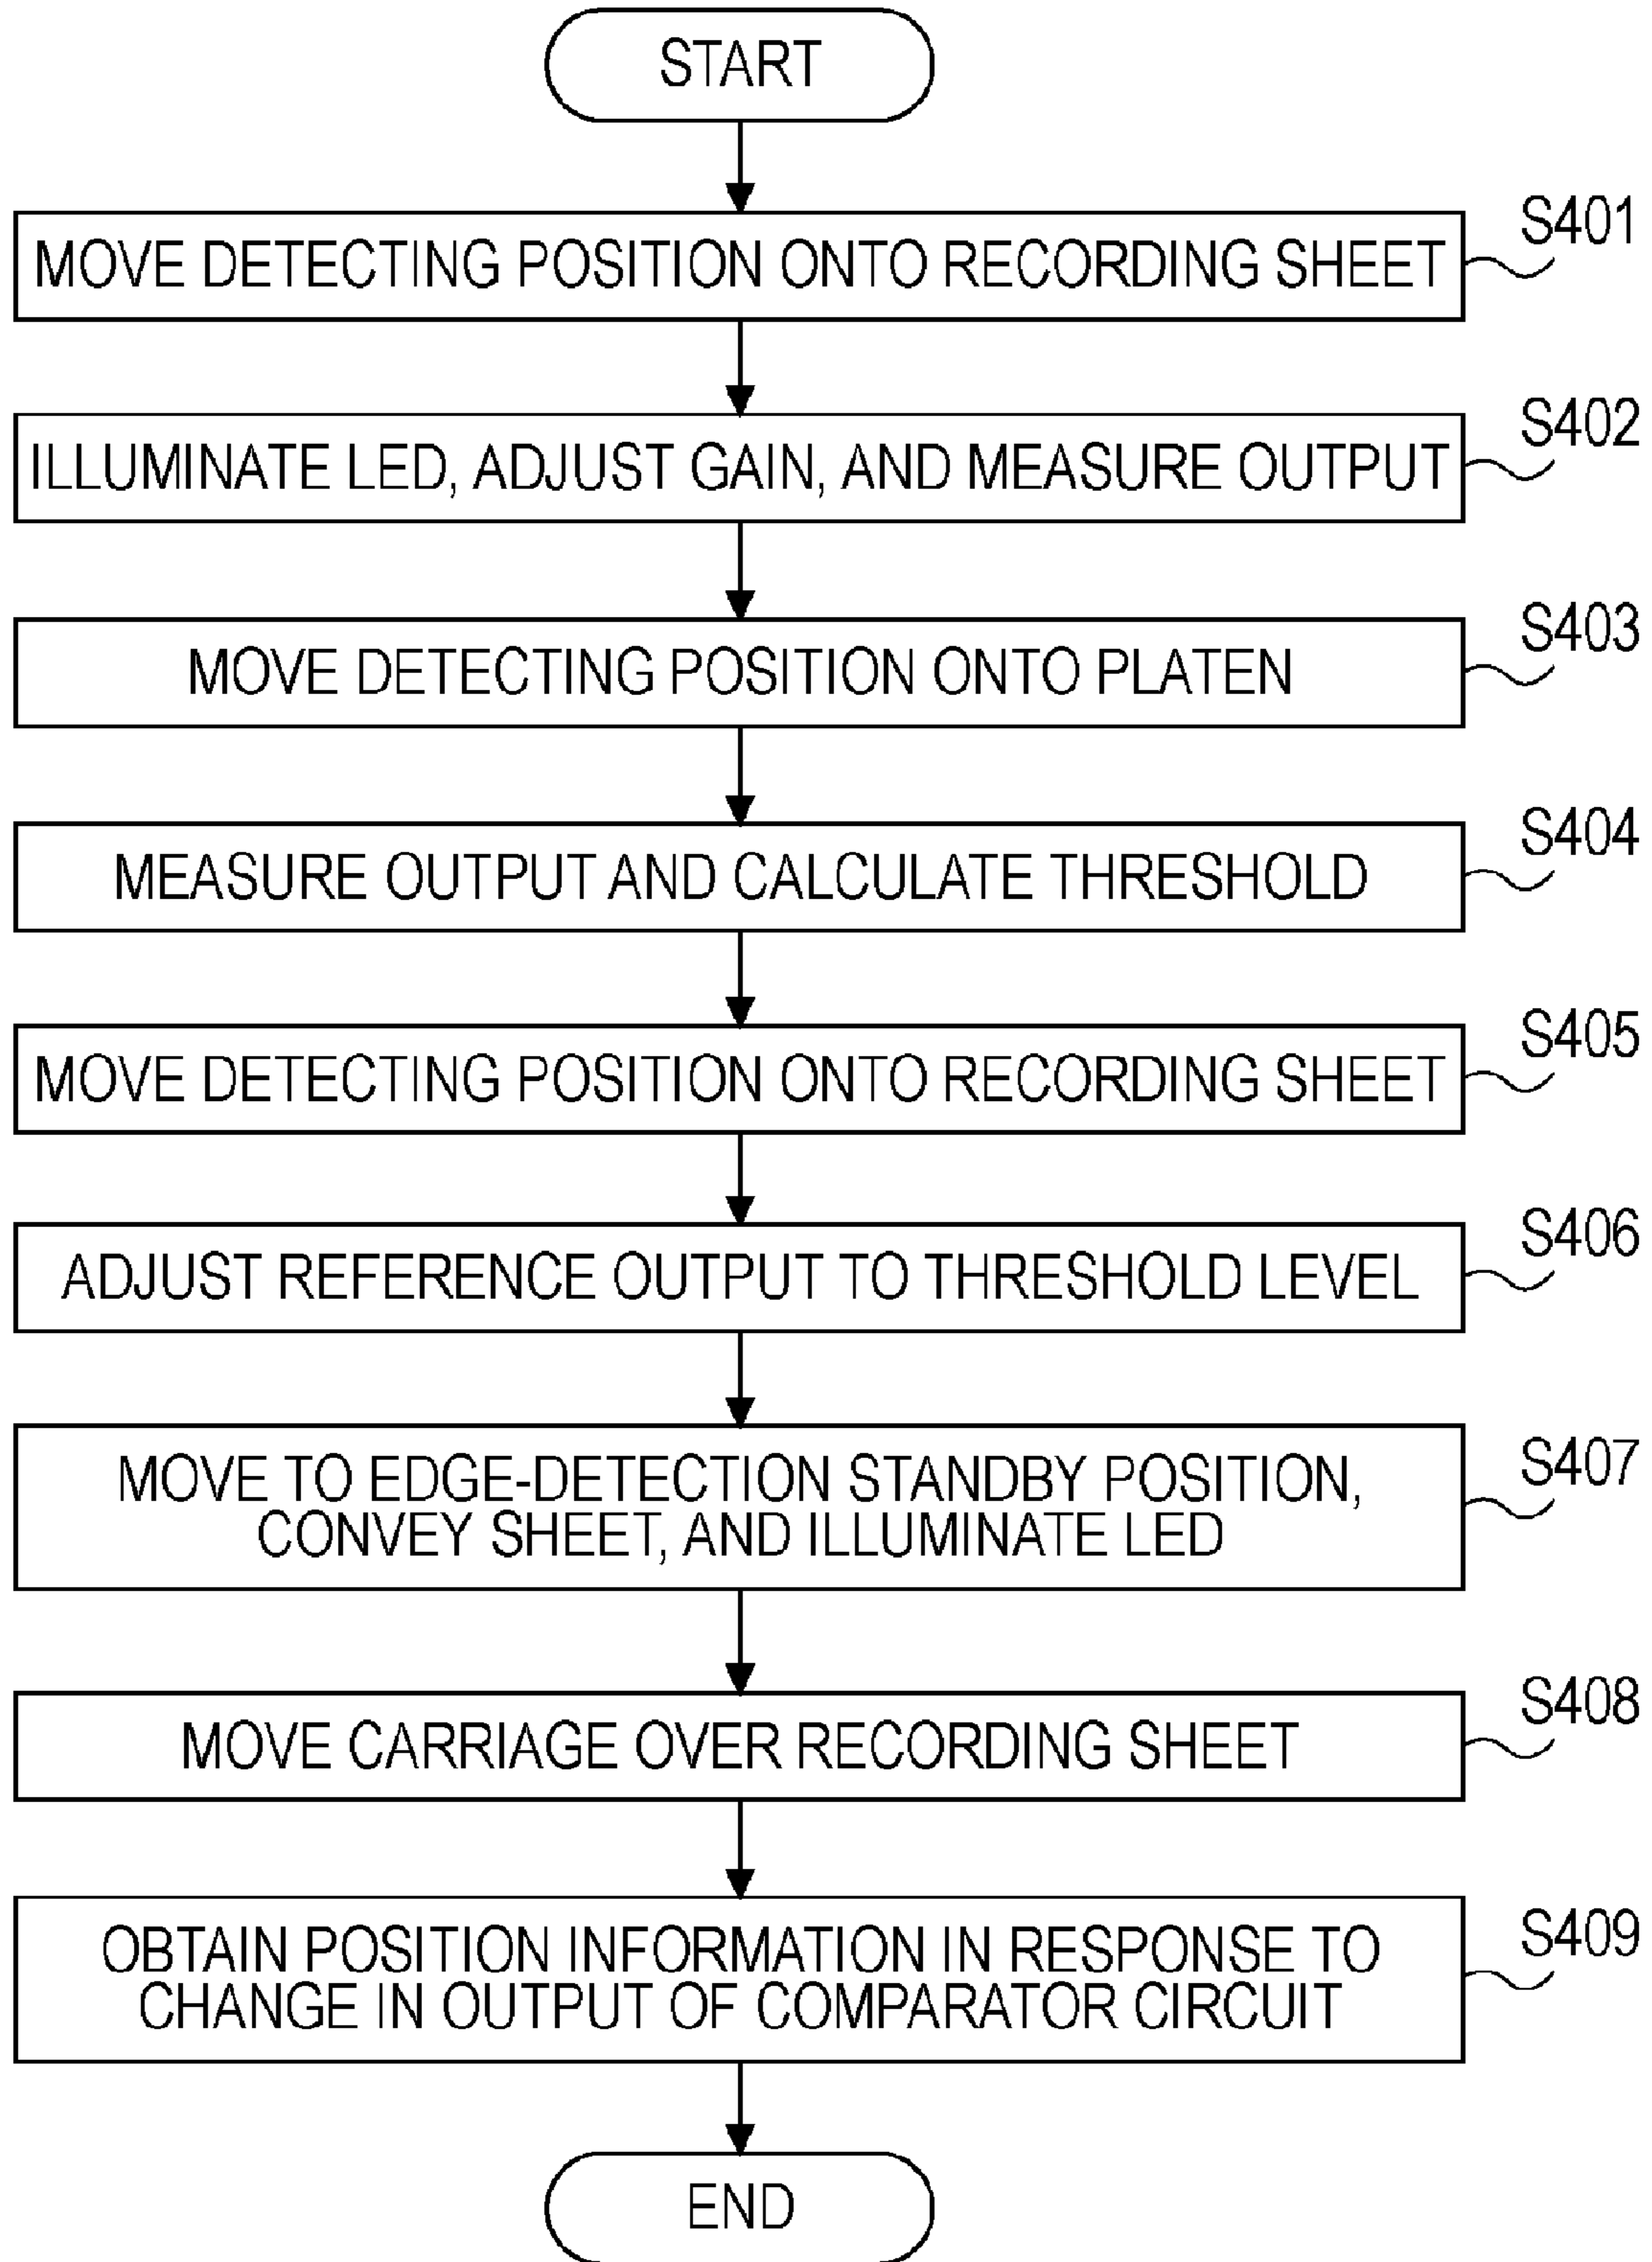 START
S401
MOVE DETECTING POSITION ONTO RECORDING SHEET
S402
ILLUMINATE LED, ADJUST GAIN, AND MEASURE OUTPUT
S403
MOVE DETECTING POSITION ONTO PLATEN
S404
MEASURE OUTPUT AND CALCULATE THRESHOLD
S405
MOVE DETECTING POSITION ONTO RECORDING SHEET
S406
ADJUST REFERENCE OUTPUT TO THRESHOLD LEVEL
S407
MOVE TO EDGE-DETECTION STANDBY POSITION,
CONVEY SHEET, AND ILLUMINATE LED
S408
MOVE CARRIAGE OVER RECORDING SHEET
S409
OBTAIN POSITION INFORMATION IN RESPONSE TO
CHANGE IN OUTPUT OF COMPARATOR CIRCUIT
END